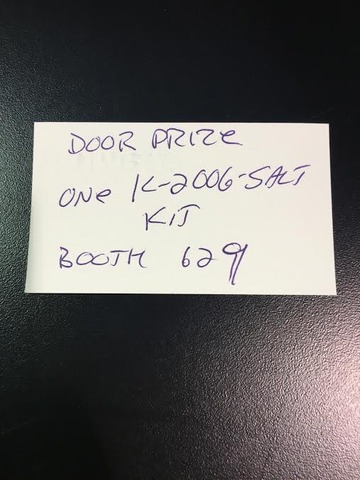 DOOR PRIZE
ONE K-2006-SALT
KIT
BOOTH 629